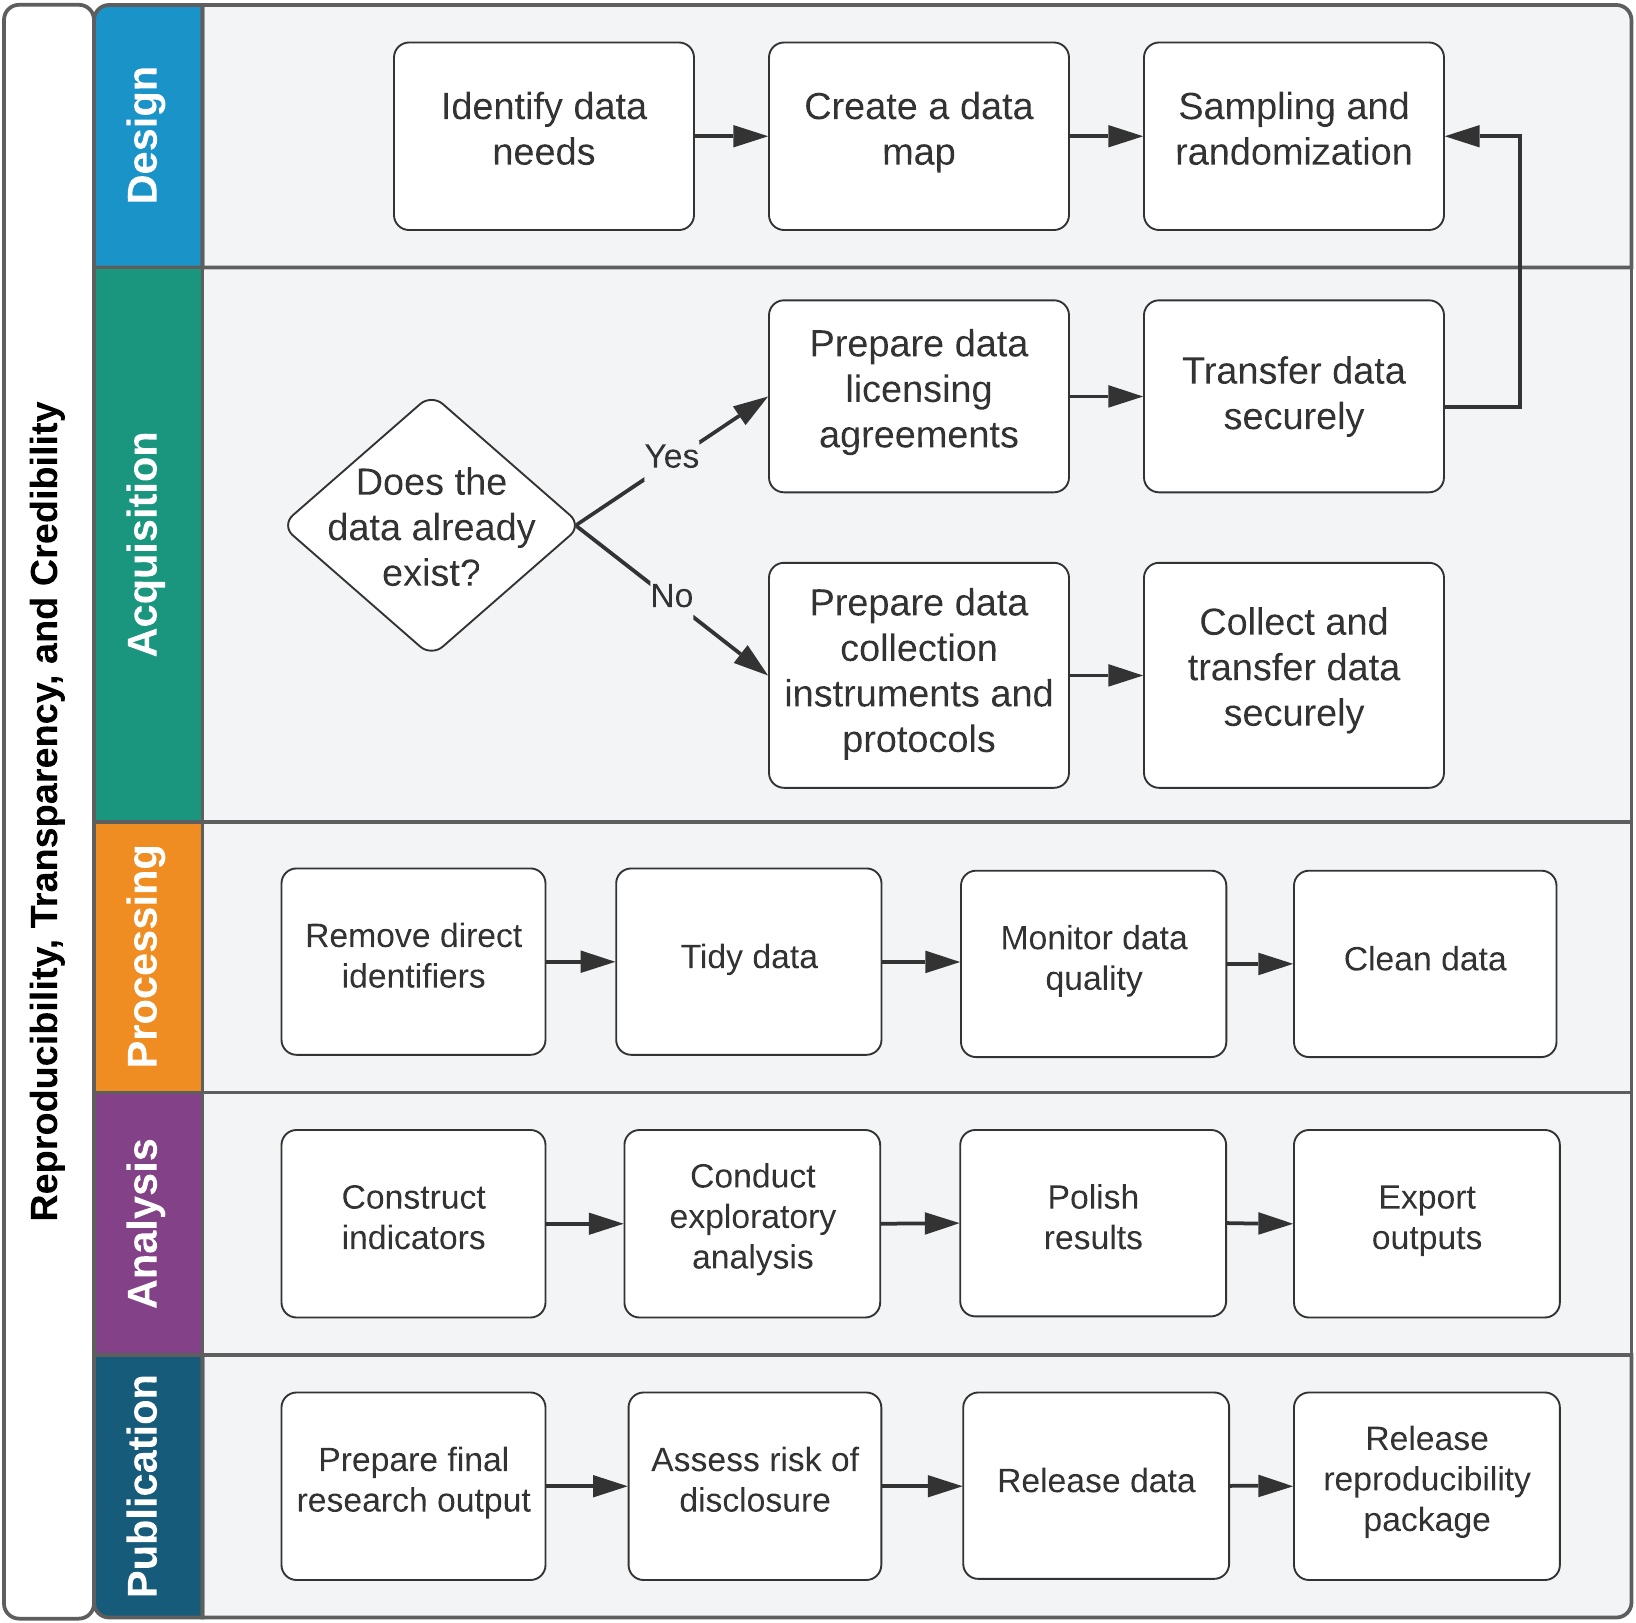 Reproducibility, Transparency, and Credibility
Design
Identify data
needs
Create a data
map
Sampling and
randomization
Acquisition
Does the
data already
exist?
Yes
No
Prepare data
licensing
agreements
Transfer data
securely
Prepare data
collection
instruments and
protocols
Collect and
transfer data
securely
Processing
Remove direct
identifiers
Tidy data
Monitor data
quality
Clean data
Analysis
Construct
indicators
Conduct
exploratory
analysis
Polish
results
Export
outputs
Publication
Prepare final
research output
Assess risk of
disclosure
Release data
Release
reproducibility
package